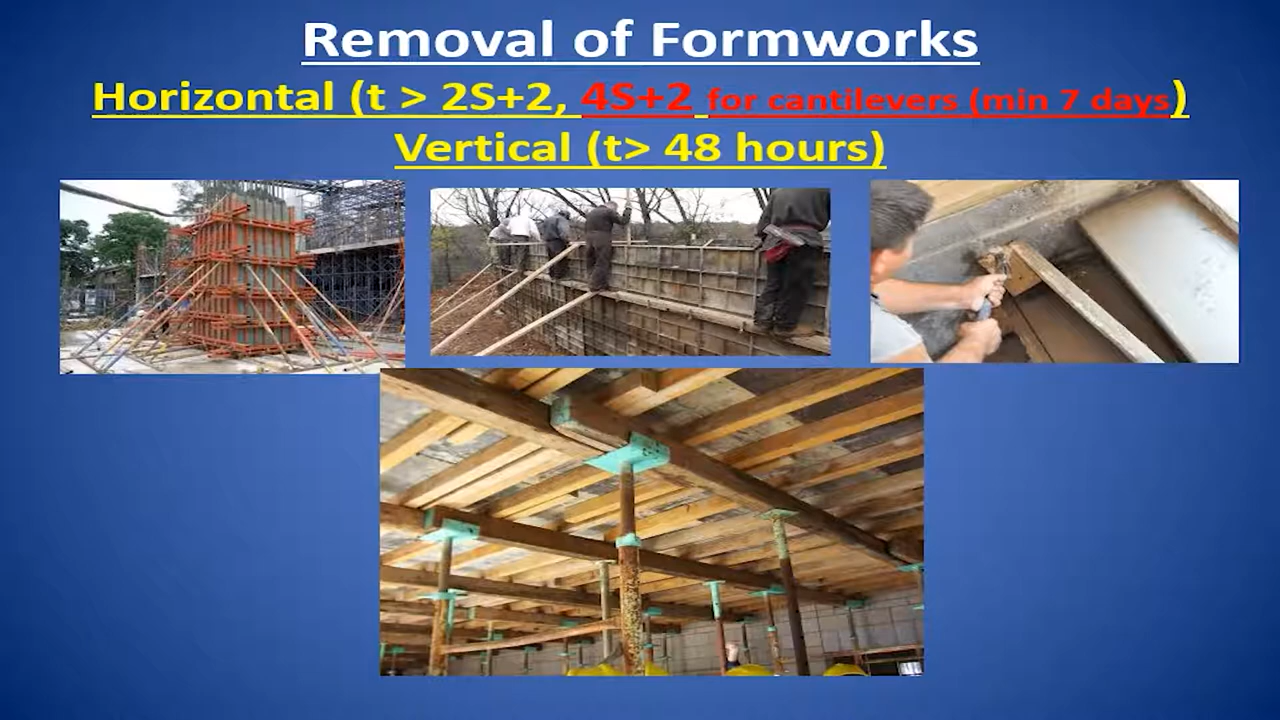 Removal of Formworks
Horizontal (t > 2S+2, 4S+2 for cantilevers (min 7 days)
Vertical (t> 48 hours)